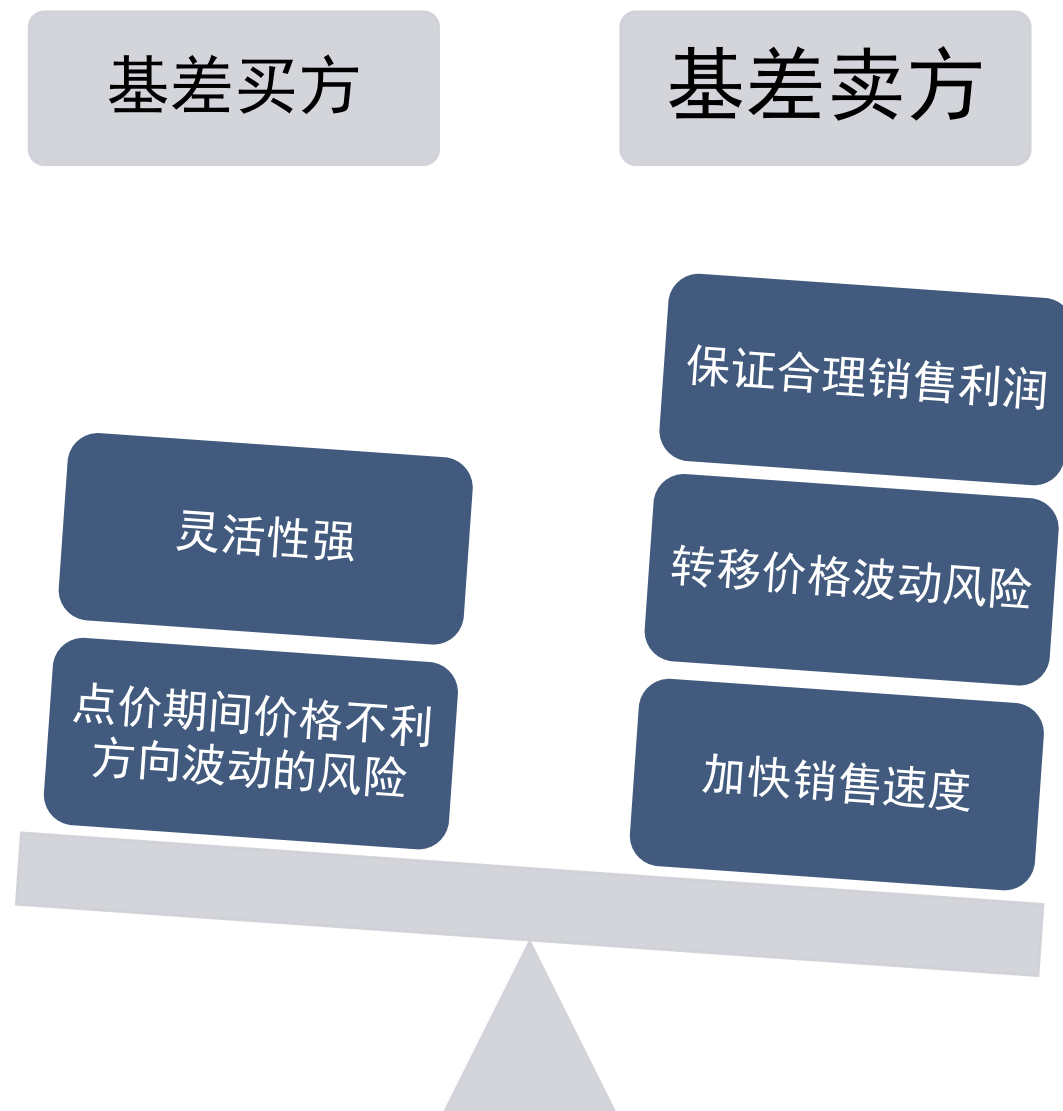 基差买方
基差卖方
灵活性强
点价期间价格不利
方向波动的风险
保证合理销售利润
转移价格波动风险
加快销售速度